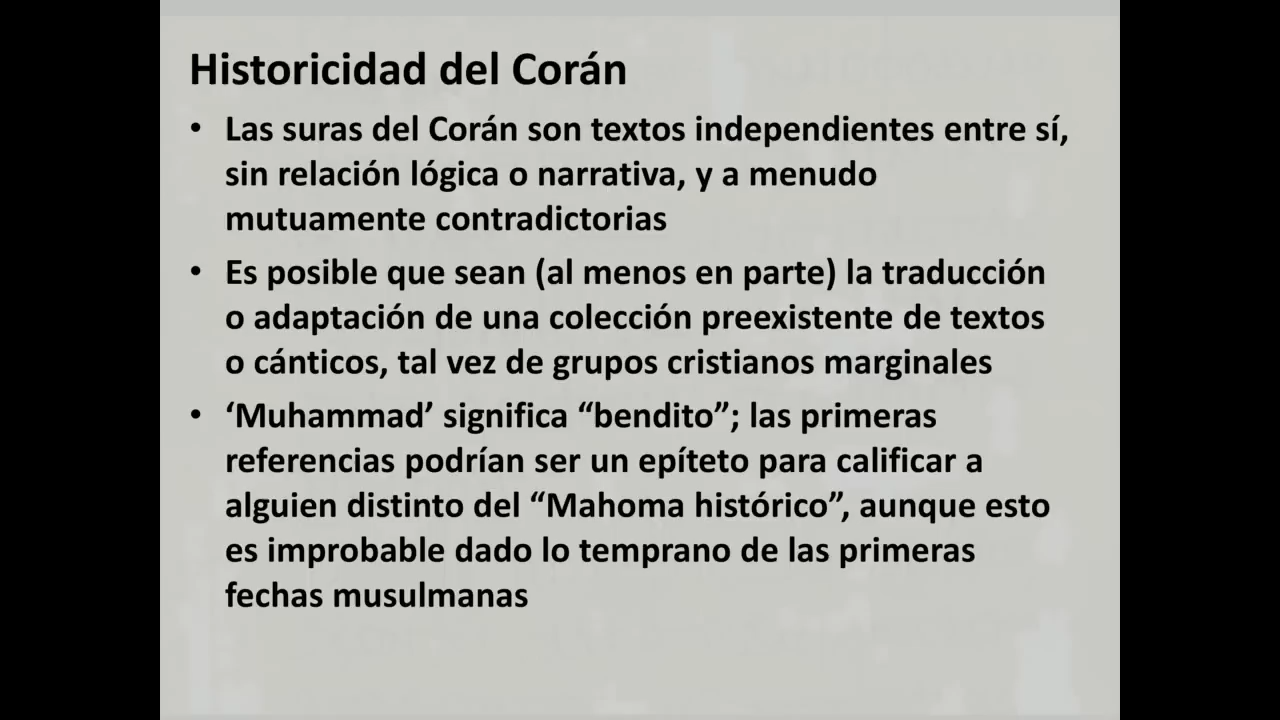 Historicidad del Corán
• Las suras del Corán son textos independientes entre sí,
sin relación lógica o narrativa, y a menudo
mutuamente contradictorias
• Es posible que sean (al menos en parte) la traducción
o adaptación de una colección preexistente de textos
o cánticos, tal vez de grupos cristianos marginales
• ‘Muhammad’ significa “bendito”; las primeras
referencias podrían ser un epíteto para calificar a
alguien distinto del “Mahoma histórico”, aunque esto
es improbable dado lo temprano de las primeras
fechas musulmanas